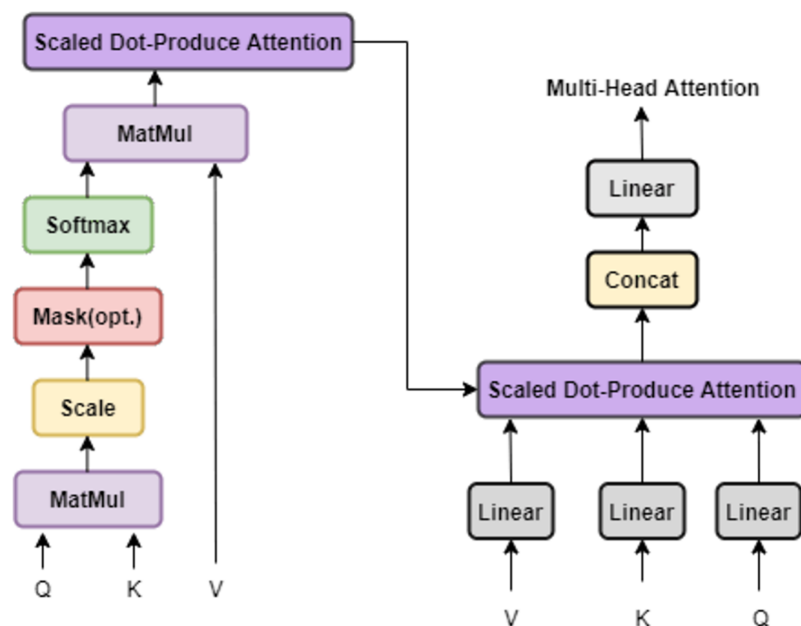 Scaled Dot-Produce Attention
MatMul
Softmax
Mask(opt.)
Scale
MatMul
Q K V
Multi-Head Attention
Linear
Concat
Scaled Dot-Produce Attention
Linear Linear Linear
V K Q